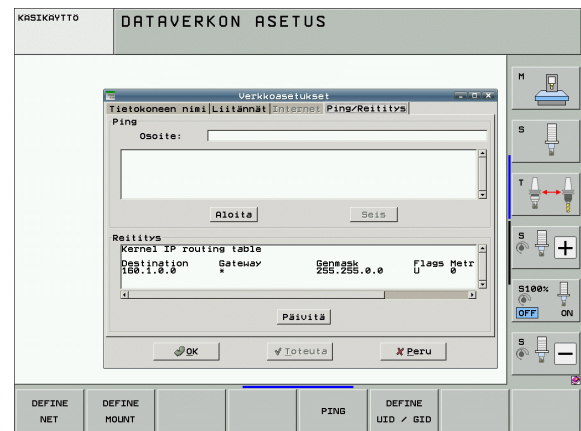 KASIKAYTTO
DATAVERKON ASETUS
Verkkoasetukset
Tietokoneen nimi Liitännät Internet Ping/Reititys
Ping
Osoite:
Aloita Seis
Reititys
Kernel IP routing table
Destination Gateway Genmask Flags Metr
160.1.0.0 * 255.255.0.0 U 0
Päivitä
OK Toteuta Peru
M
S
T
S
S100%
OFF ON
S
DEFINE NET
DEFINE MOUNT
PING
DEFINE UID / GID